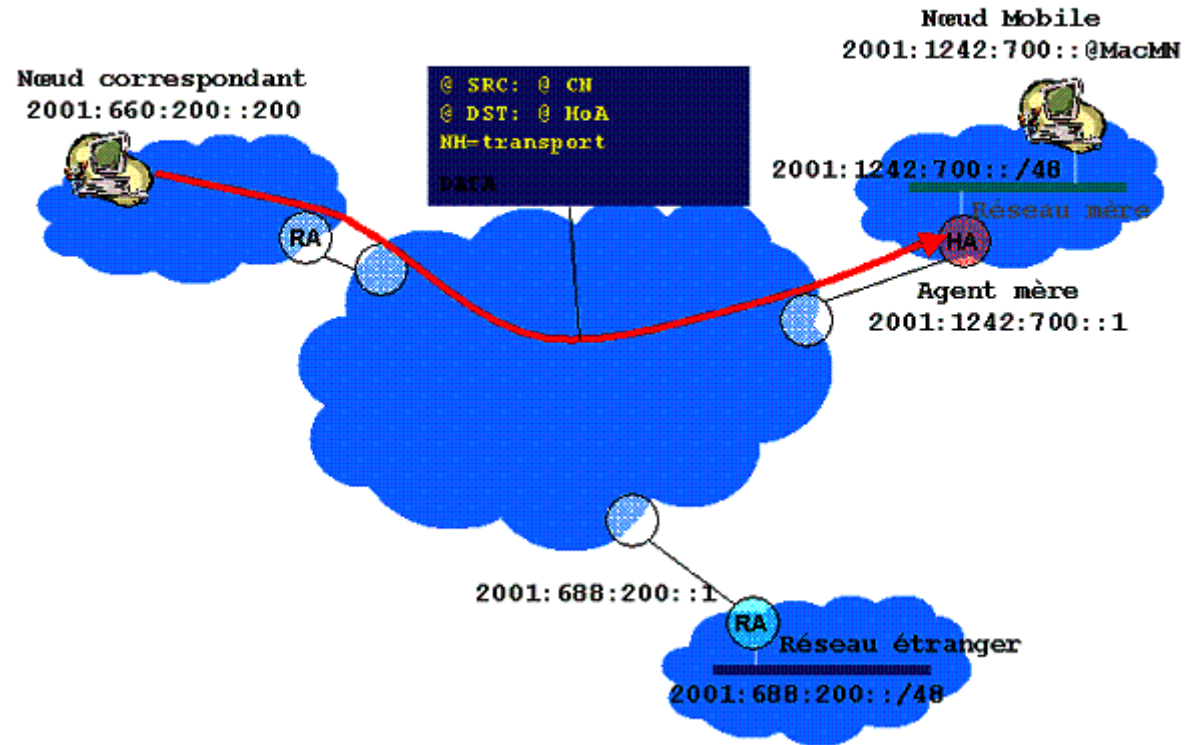 Nœud Mobile
2001:1242:700::@MacMN
Nœud correspondant
2001:660:200::200
@ SRC: @ CN
@ DST: @ HoA
NH=transport
DATA
2001:1242:700::/48
Réseau mère
RA
HA
Agent mère
2001:1242:700::1
2001:688:200::1
RA
Réseau étranger
2001:688:200::/48